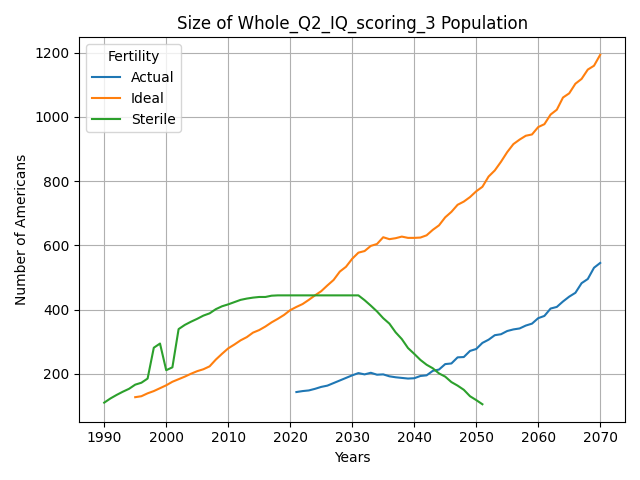 Size of Whole_Q2_IQ_scoring_3 Population
Fertility
Actual
Ideal
Sterile
Number of Americans
1200
1000
800
600
400
200
1990 2000 2010 2020 2030 2040 2050 2060 2070
Years